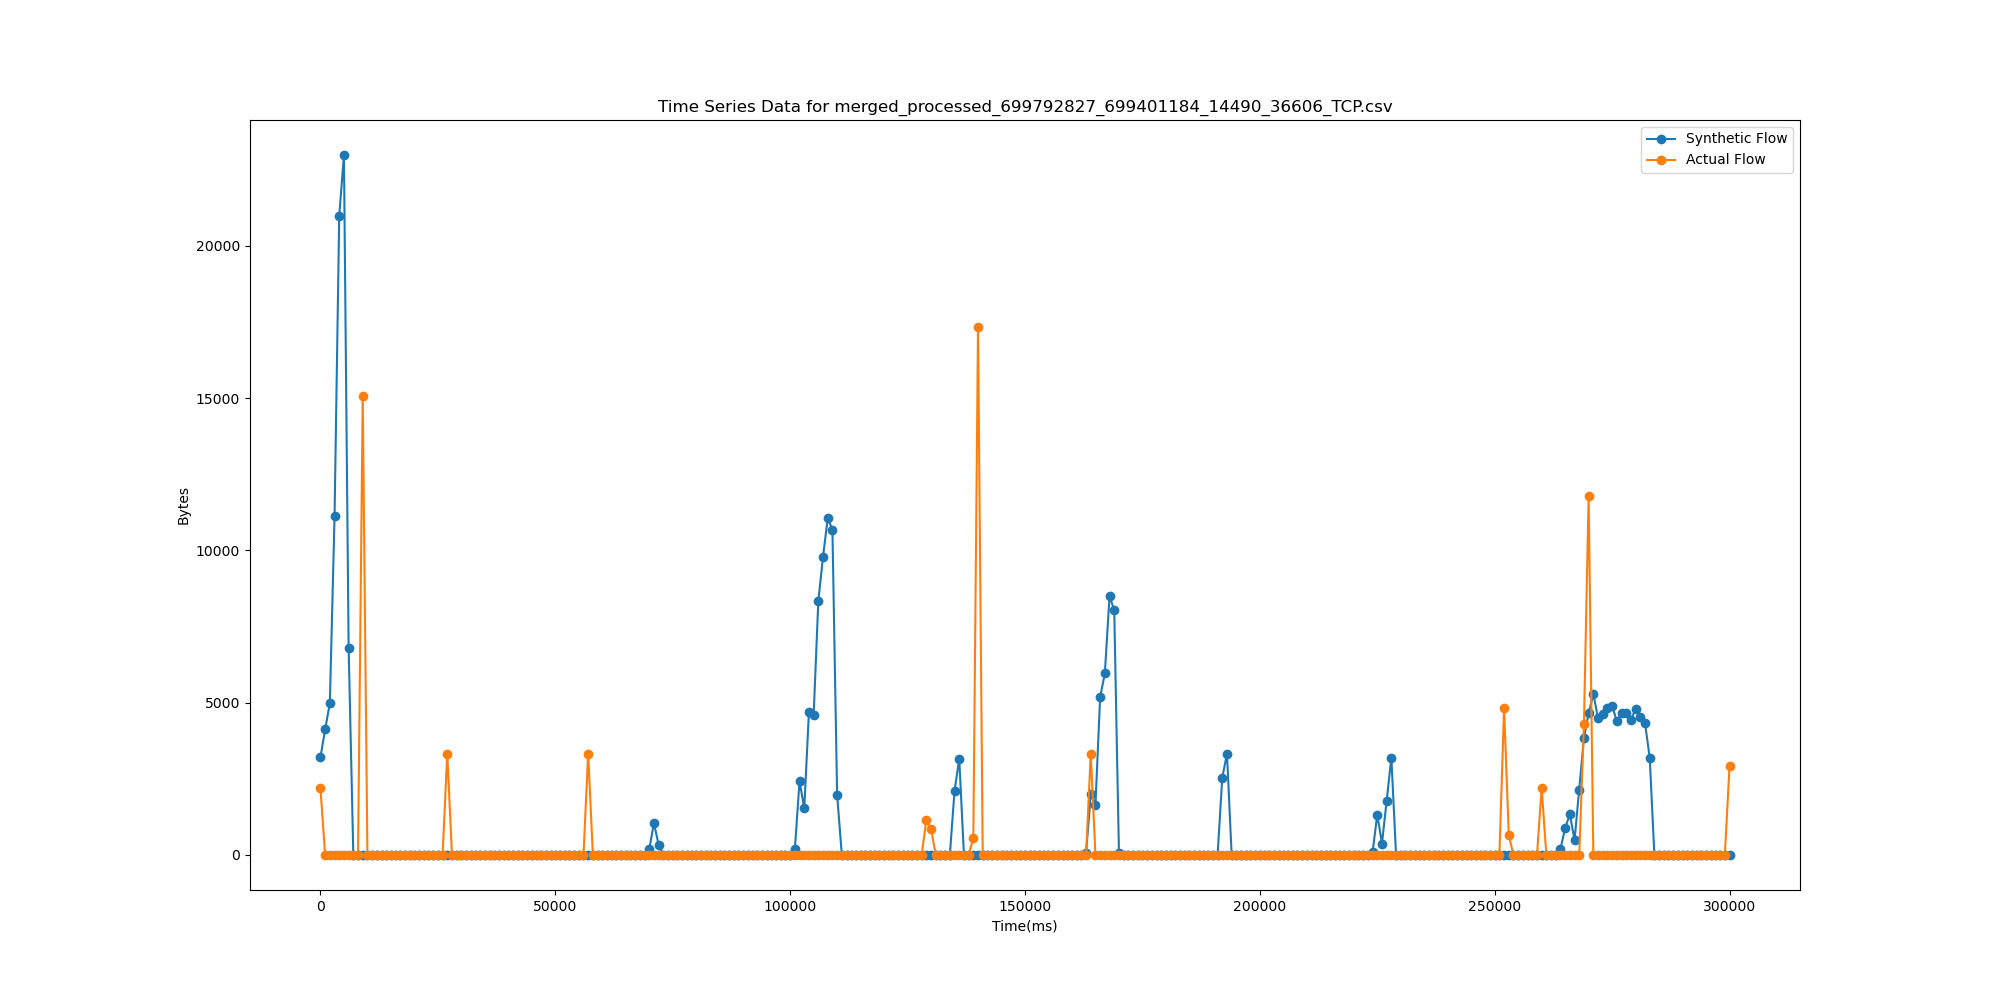 Time Series Data for merged_processed_699792827_699401184_14490_36606_TCP.csv
Synthetic Flow
Actual Flow
Bytes
20000
15000
10000
5000
0
0 50000 100000 150000 200000 250000 300000
Time(ms)